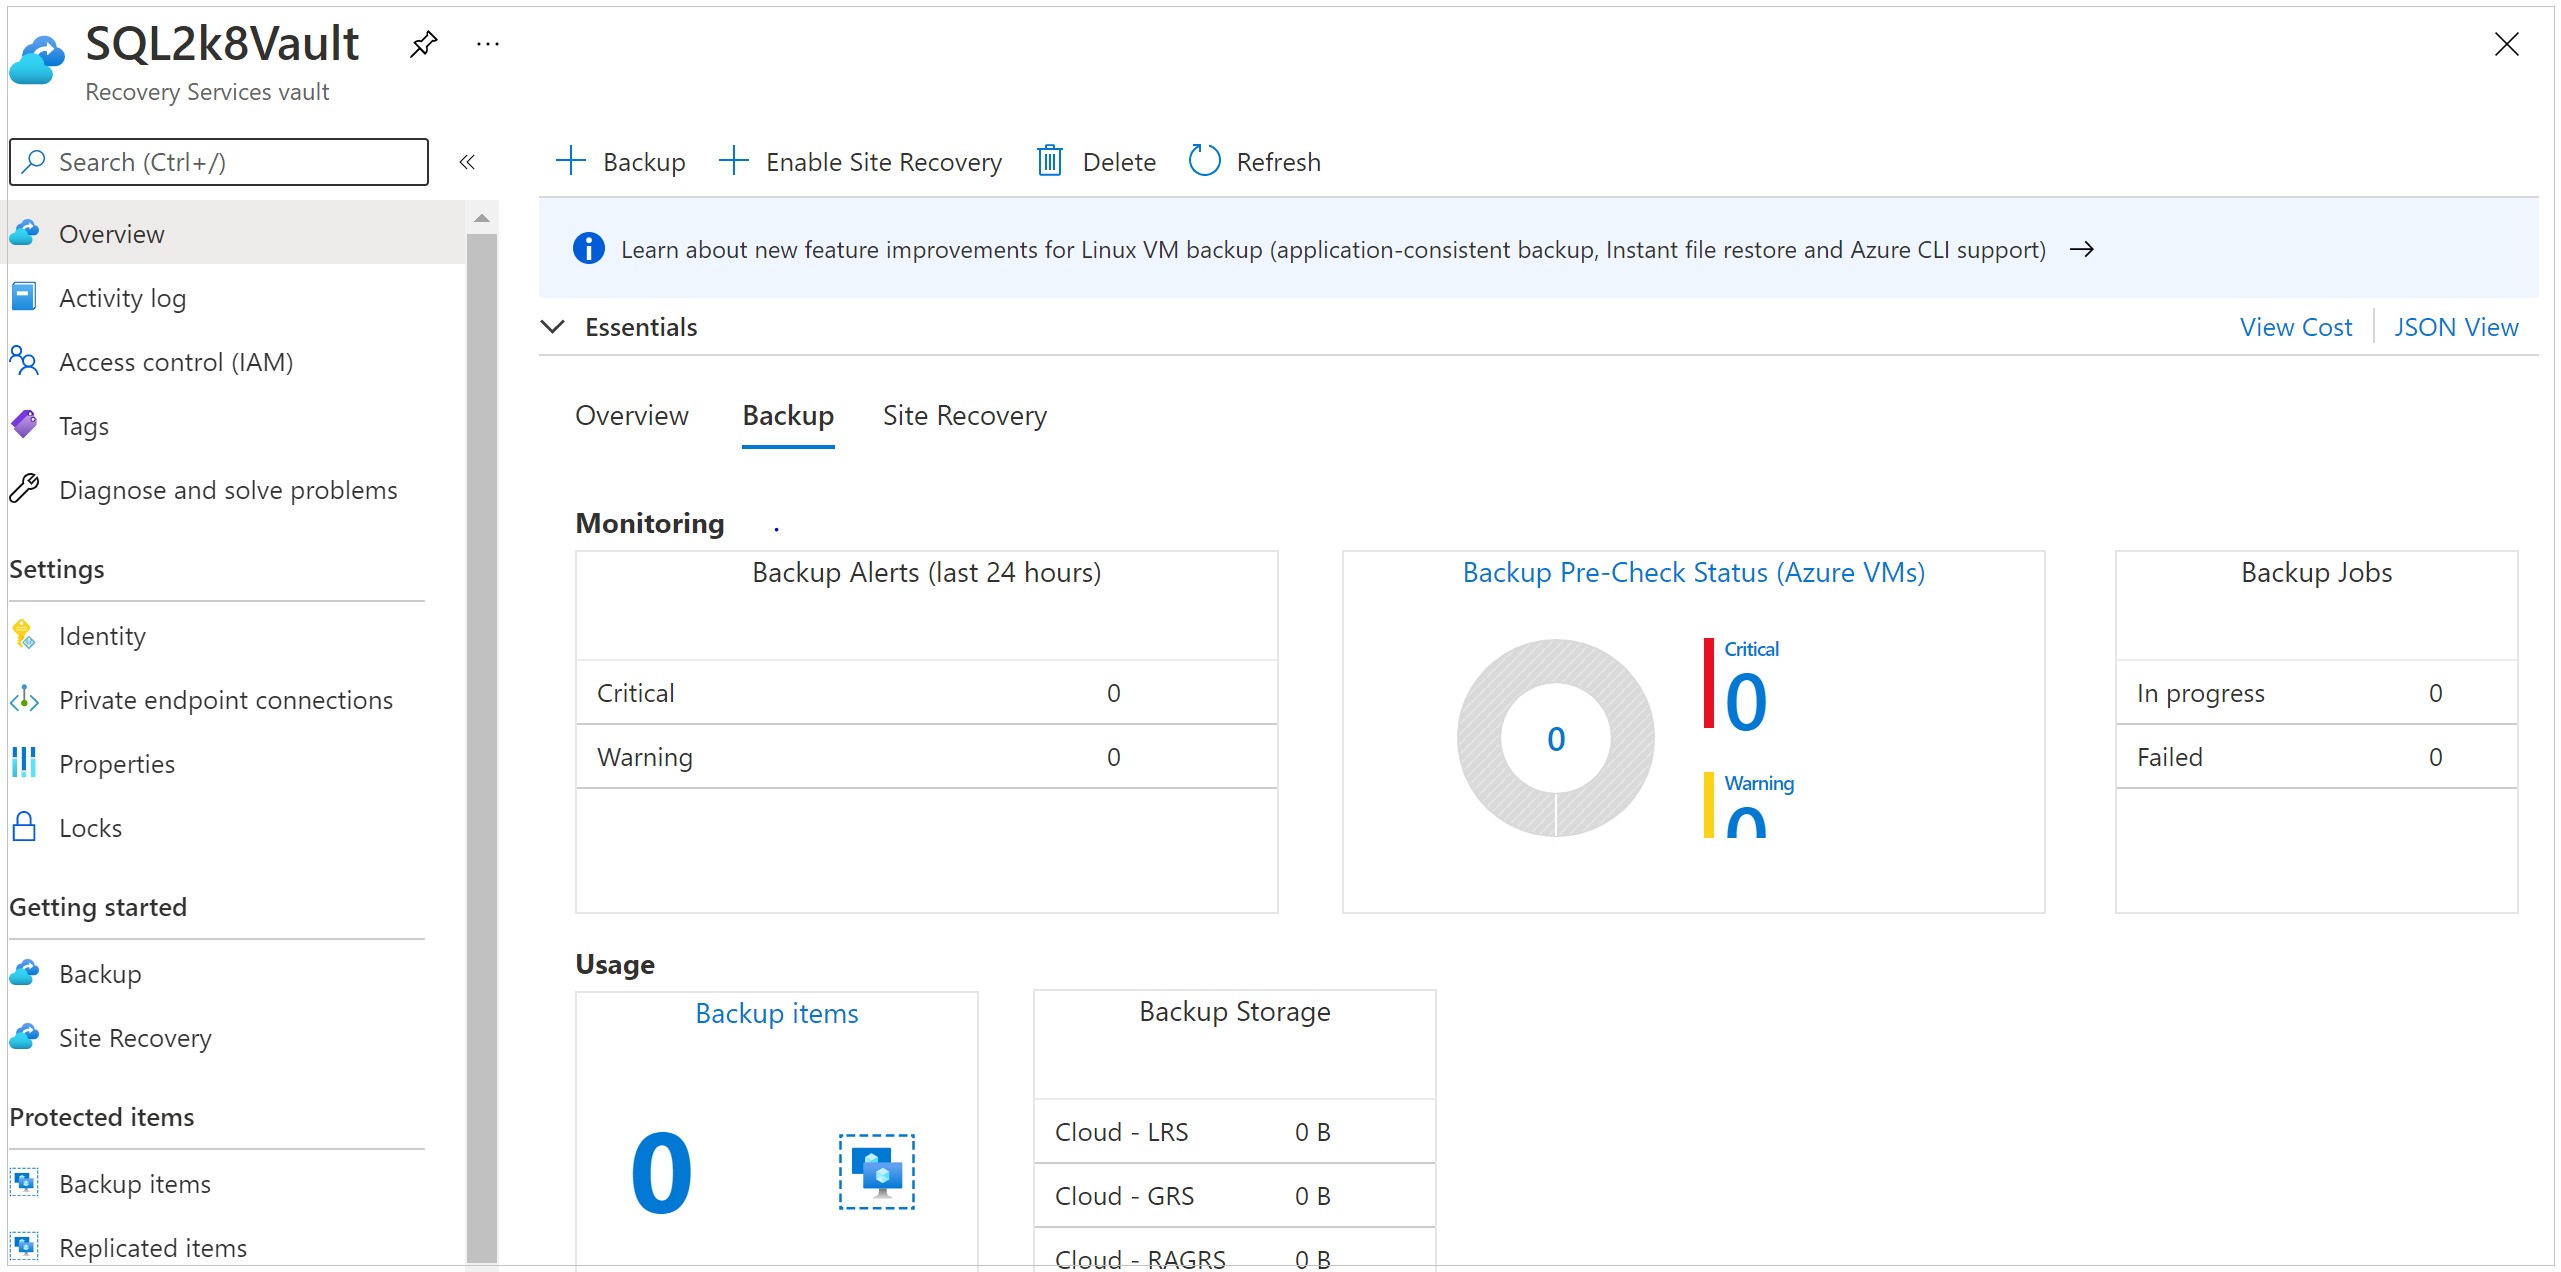 SQL2k8Vault
Recovery Services vault
Search (Ctrl+/)
Overview
Activity log
Access control (IAM)
Tags
Diagnose and solve problems
Settings
Identity
Private endpoint connections
Properties
Locks
Getting started
Backup
Site Recovery
Protected items
Backup items
Replicated items
Backup
Enable Site Recovery
Delete
Refresh
Learn about new feature improvements for Linux VM backup (application-consistent backup, Instant file restore and Azure CLI support)
Essentials
View Cost
JSON View
Overview
Backup
Site Recovery
Monitoring
Backup Alerts (last 24 hours)
Critical 0
Warning 0
Backup Pre-Check Status (Azure VMs)
0
Critical
0
Warning
0
Backup Jobs
In progress 0
Failed 0
Usage
Backup items
0
Backup Storage
Cloud - LRS 0 B
Cloud - GRS 0 B
Cloud - RAGRS 0 B